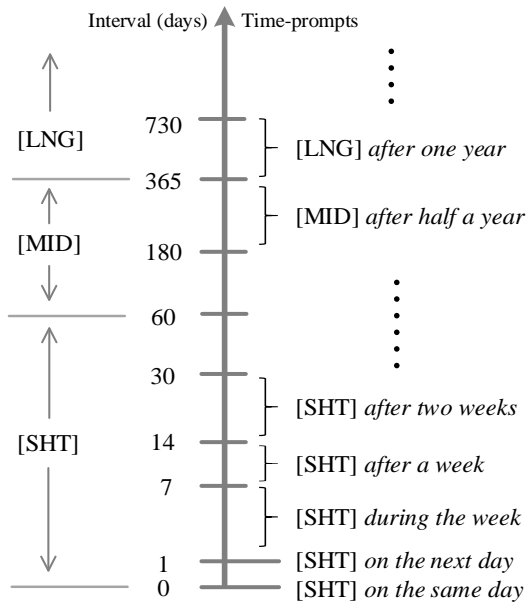 Interval (days) Time-prompts
730
[LNG]
[LNG] after one year
365
[MID] after half a year
[MID]
180
60
30
[SHT] after two weeks
[SHT]
14
[SHT] after a week
7
[SHT] during the week
1
[SHT] on the next day
0
[SHT] on the same day